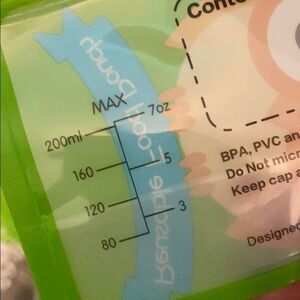 Conte
MAX
7oz
200ml
5
160
3
120
80
Reusable Food Pouch
BPA, PVC an
Do Not micr
Keep cap a
Designed